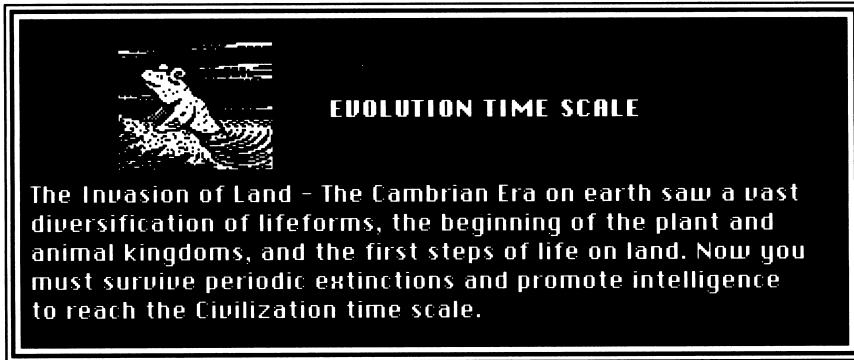 EVOLUTION TIME SCALE
The Invasion of Land - The Cambrian Era on earth saw a vast
diversification of lifeforms, the beginning of the plant and
animal kingdoms, and the first steps of life on land. Now you
must survive periodic extinctions and promote intelligence
to reach the Civilization time scale.